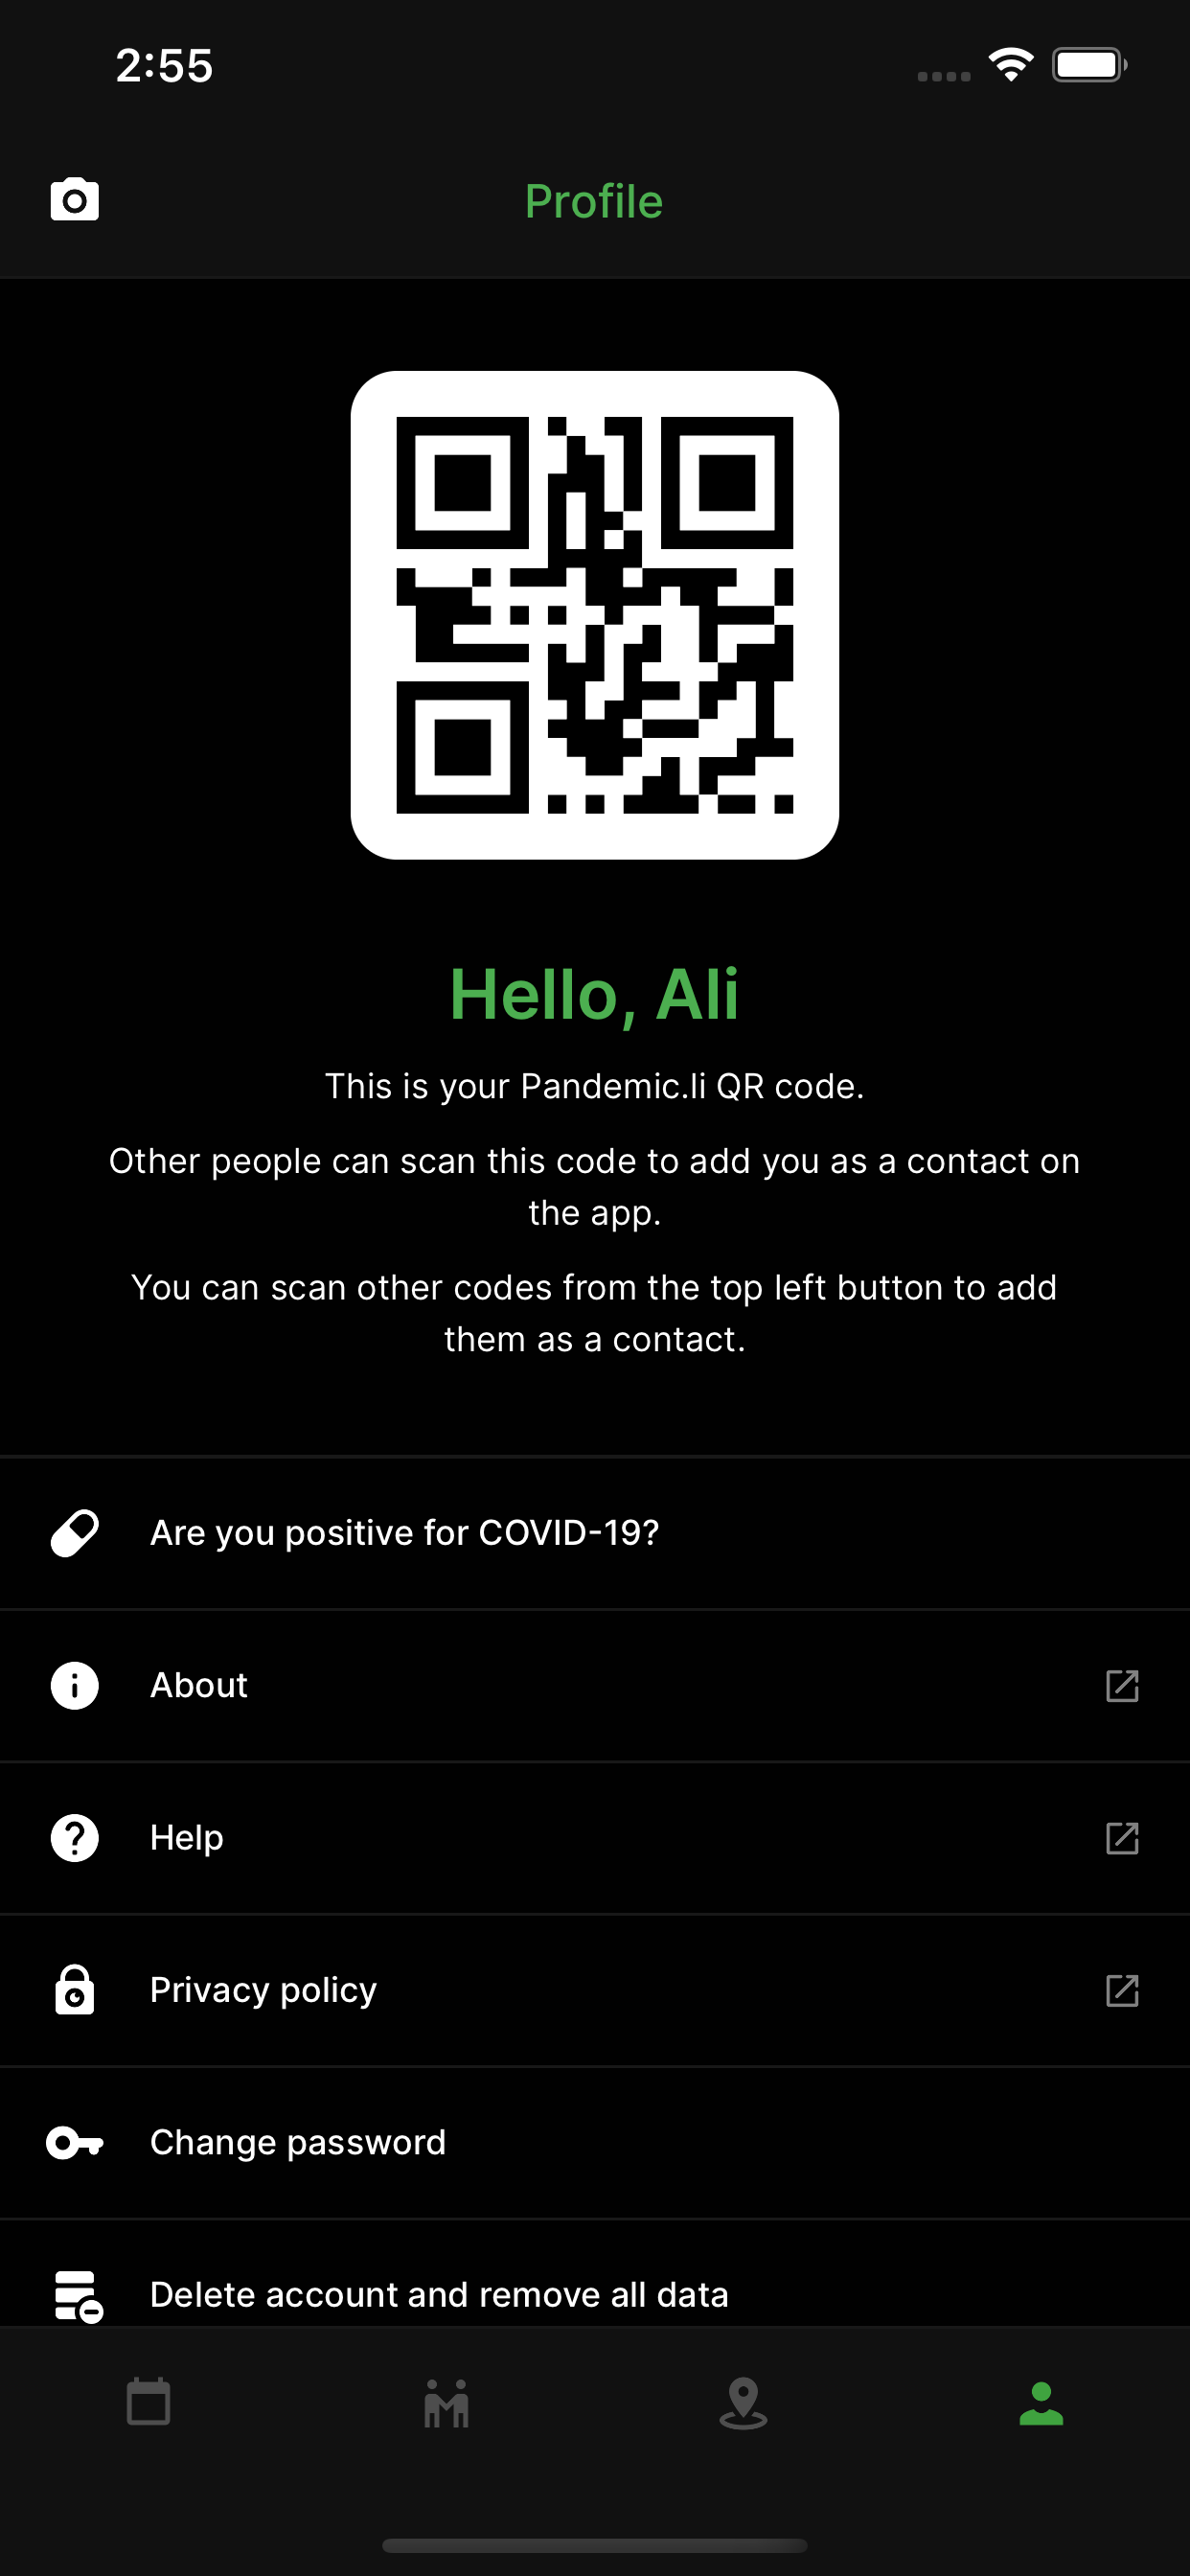 2:55
Profile
Hello, Ali
This is your Pandemic.li QR code.
Other people can scan this code to add you as a contact on
the app.
You can scan other codes from the top left button to add
them as a contact.
Are you positive for COVID-19?
About
Help
Privacy policy
Change password
Delete account and remove all data